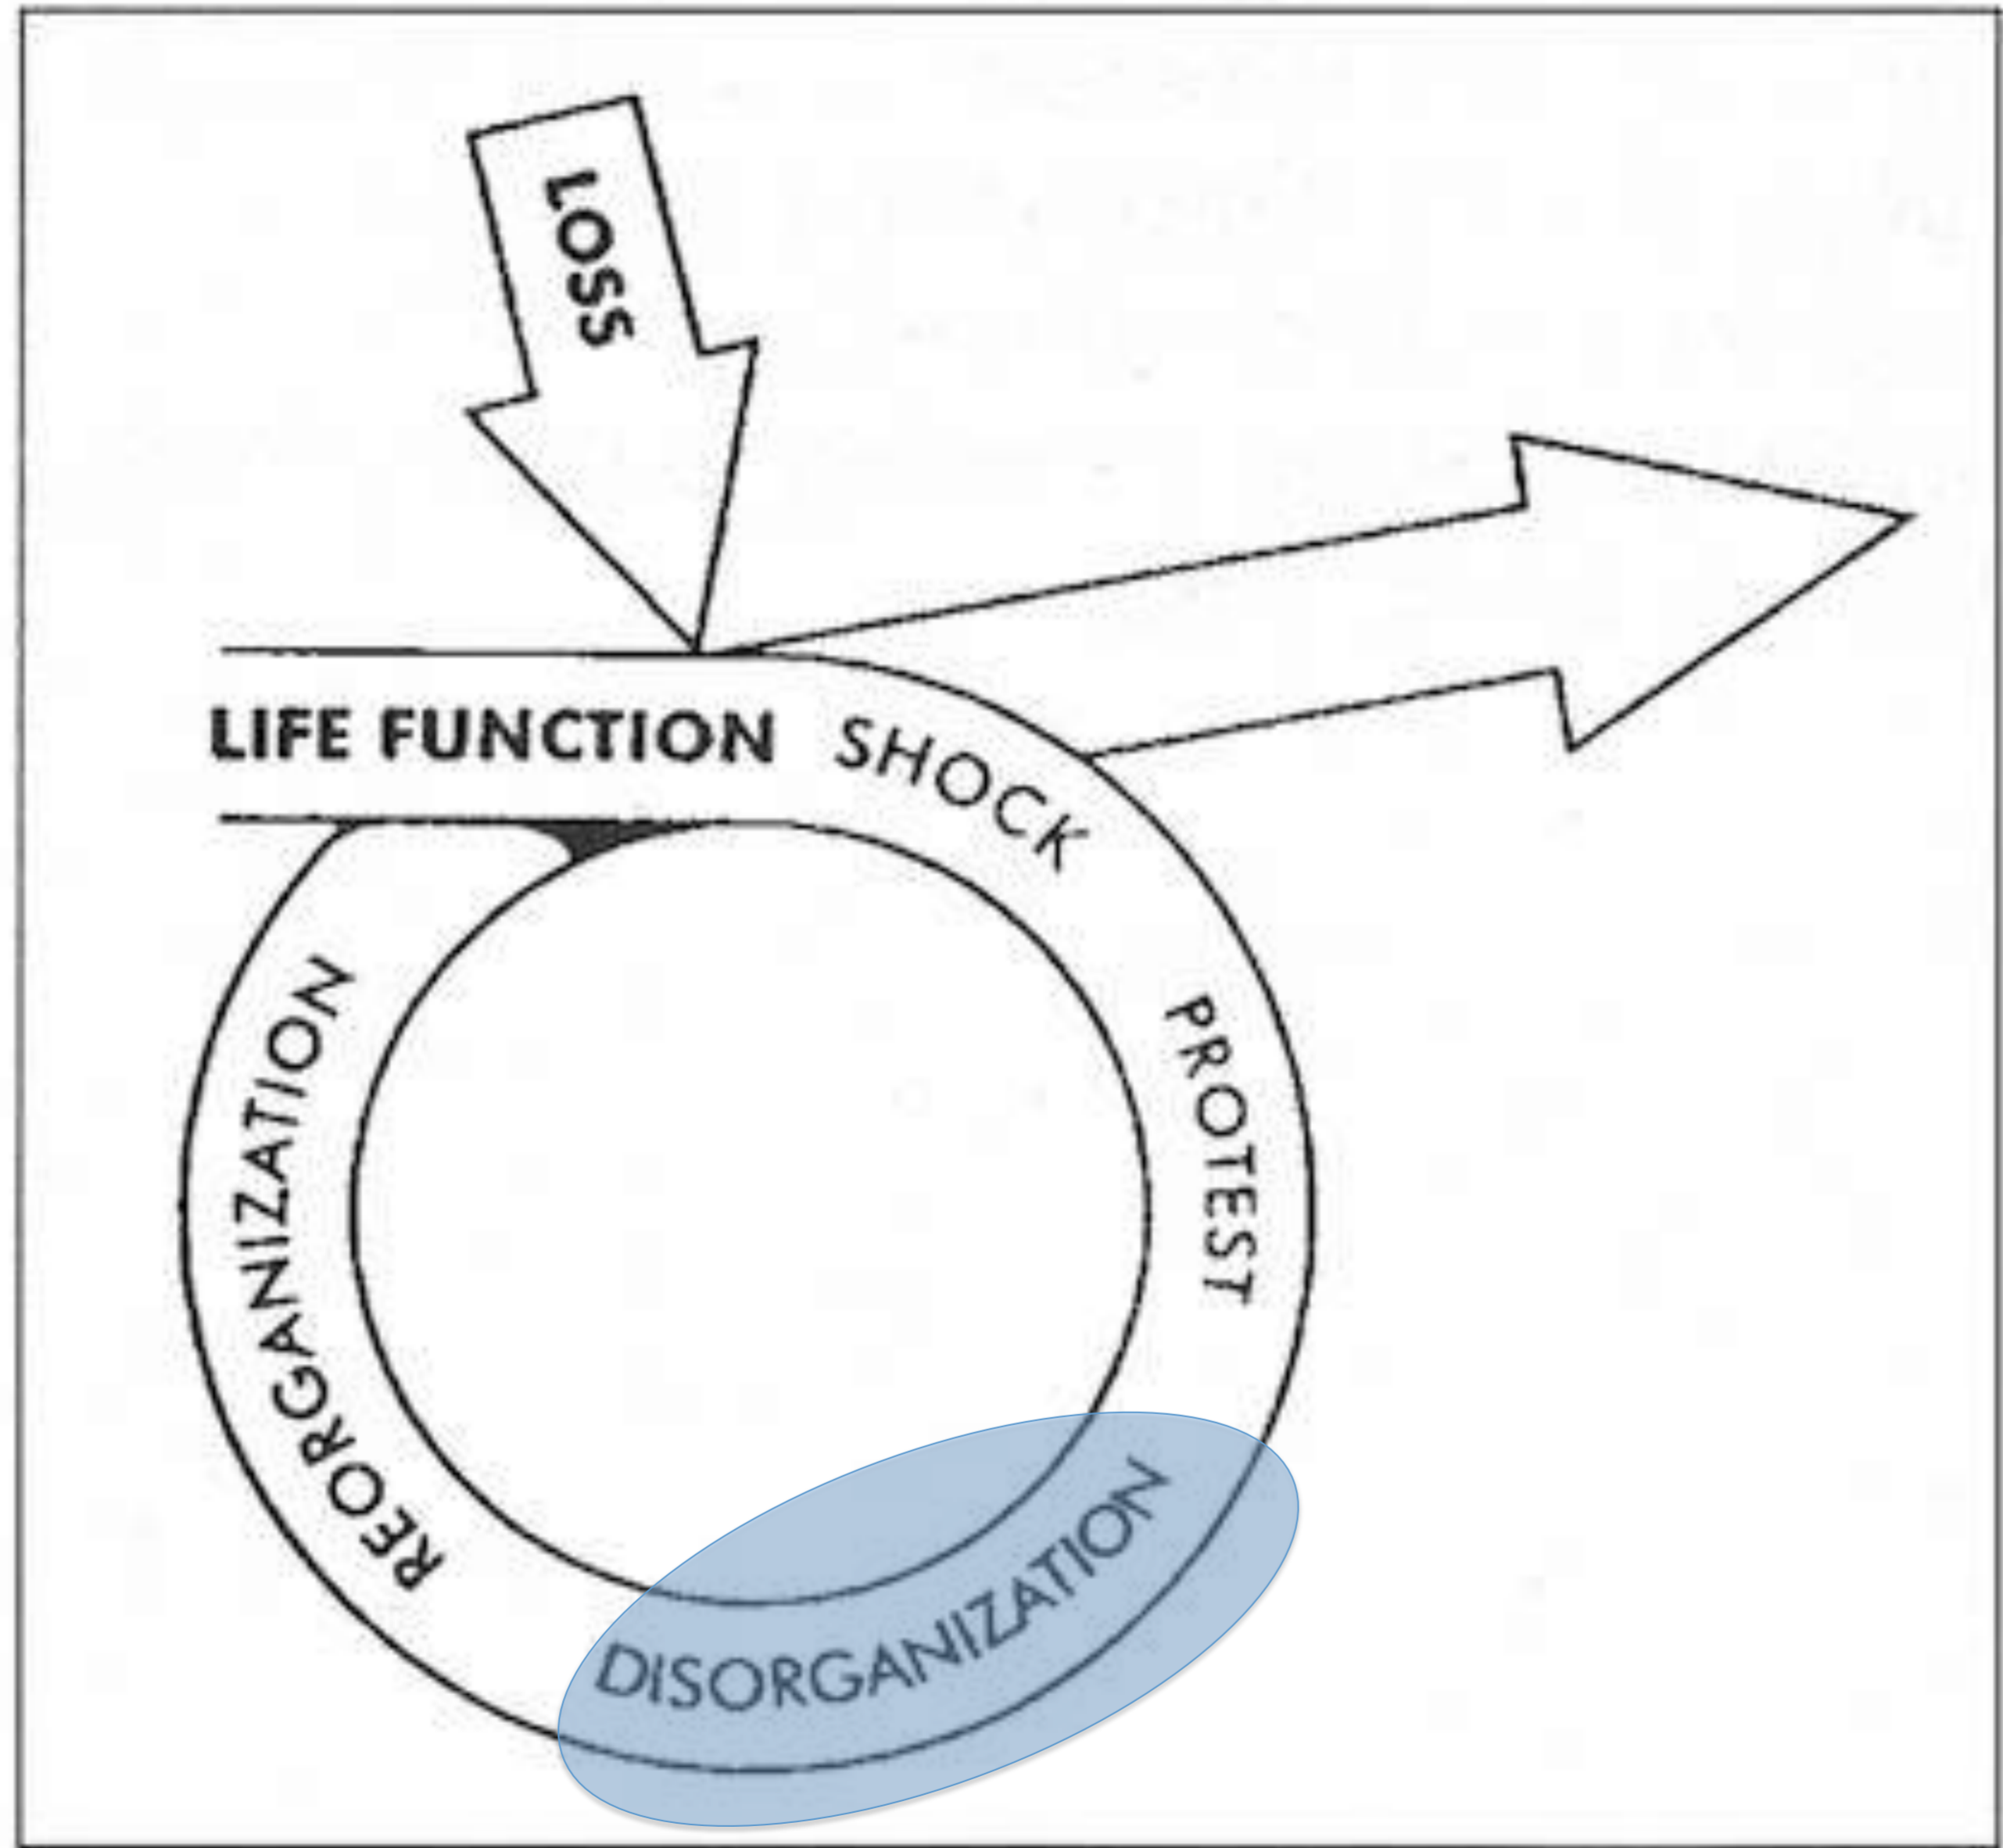 LOSS
LIFE FUNCTION SHOCK
PROTEST
DISORGANIZATION
REORGANIZATION